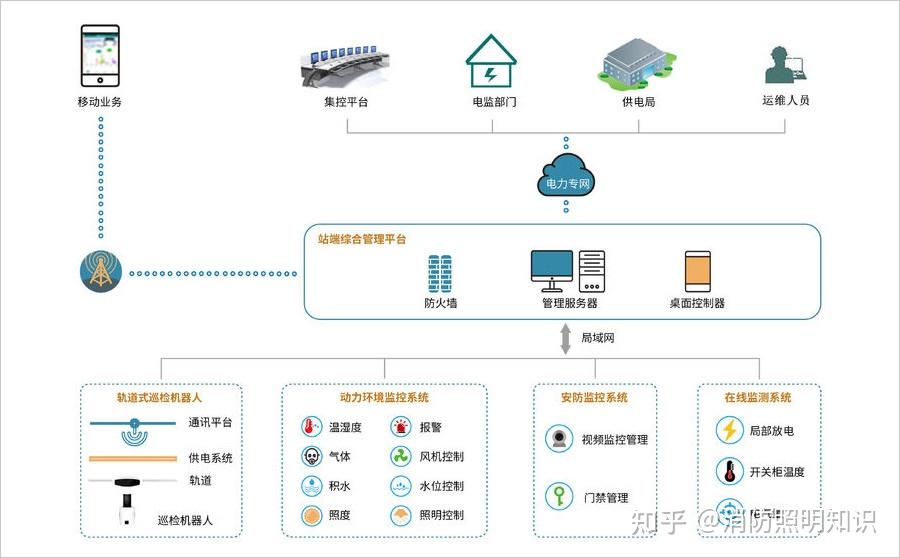 移动业务
集控平台
电监部门
供电局
运维人员
电力专网
站端综合管理平台
防火墙
管理服务器
桌面控制器
局域网
轨道式巡检机器人
通讯平台
供电系统
轨道
巡检机器人
动力环境监控系统
温湿度
报警
气体
风机控制
积水
水位控制
照度
照明控制
安防监控系统
视频监控管理
门禁管理
在线监测系统
局部放电
开关柜温度
知乎 @消防照明知识